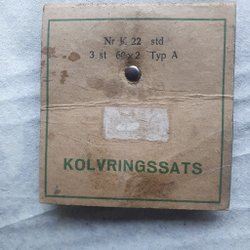 Nr K 22 std
3 st 60 x 2 Typ A
KOLVRINGSSATS